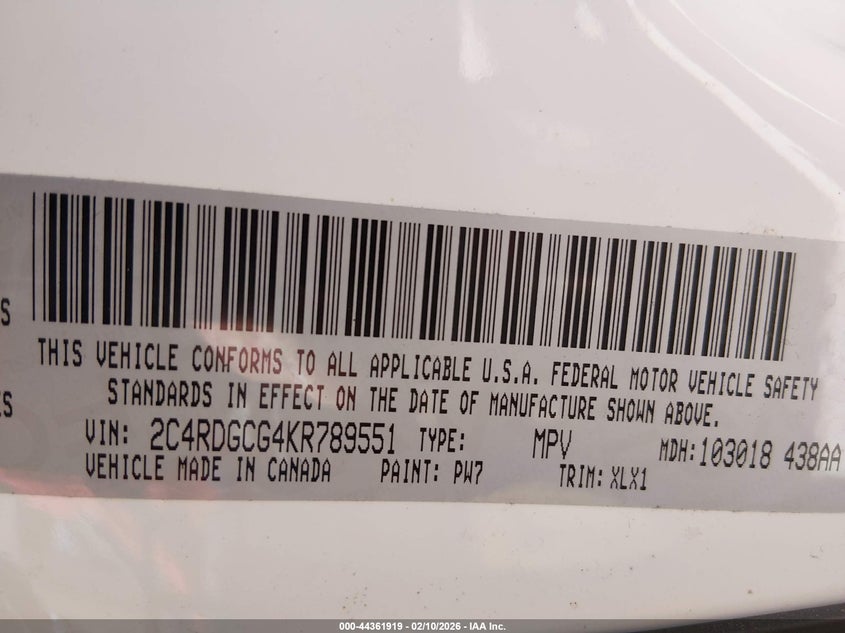 S
THIS VEHICLE CONFORMS TO ALL APPLICABLE U.S.A. FEDERAL MOTOR VEHICLE SAFETY
ES
STANDARDS IN EFFECT ON THE DATE OF MANUFACTURE SHOWN ABOVE.
VIN: 2C4RDGCG4KR789551 TYPE: MPV MDH: 103018 438AA
VEHICLE MADE IN CANADA PAINT: PW7 TRIM: XLX1
000-44361919 - 02/10/2026 - IAA Inc.